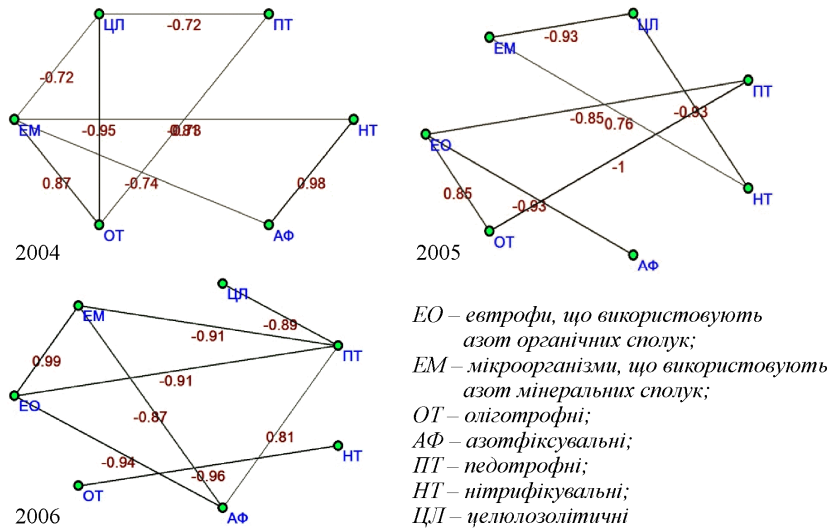 ЦЛ
-0.72
ПТ
-0.72
ЕМ
-0.95
НТ
0.87
-0.74
0.98
ОТ
АФ
2004
ЦЛ
ЕМ
-0.93
ПТ
-0.85
0.76
-0.93
ЕО
0.85
-0.93
-1
НТ
ОТ
АФ
2005
ЦЛ
ЕМ
-0.89
-0.91
ПТ
0.99
-0.91
ЕО
-0.87
0.81
НТ
-0.94
-0.96
ОТ
АФ
2006
ЕО – евтрофи, що використовують
азот органічних сполук;
ЕМ – мікроорганізми, що використовують
азот мінеральних сполук;
ОТ – оліготрофні;
АФ – азотфіксувальні;
ПТ – педотрофні;
НТ – нітрифікувальні;
ЦЛ – целюлозолітичні